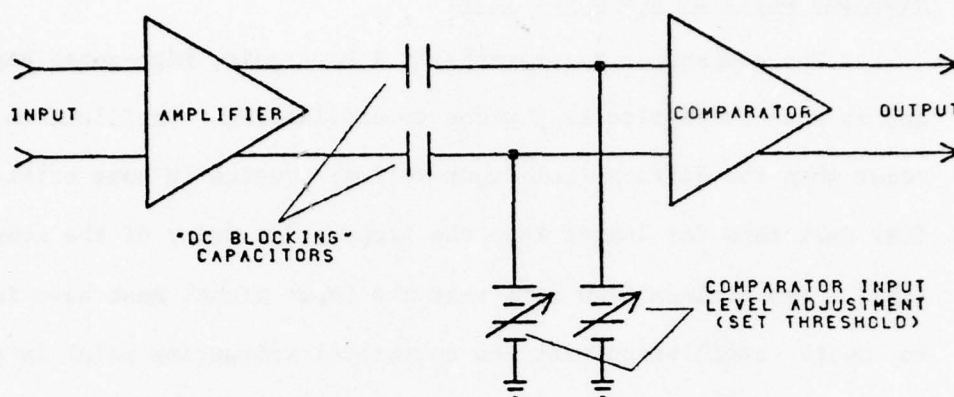 INPUT
AMPLIFIER
COMPARATOR
OUTPUT
"DC BLOCKING"
CAPACITORS
COMPARATOR INPUT
LEVEL ADJUSTMENT
(SET THRESHOLD)